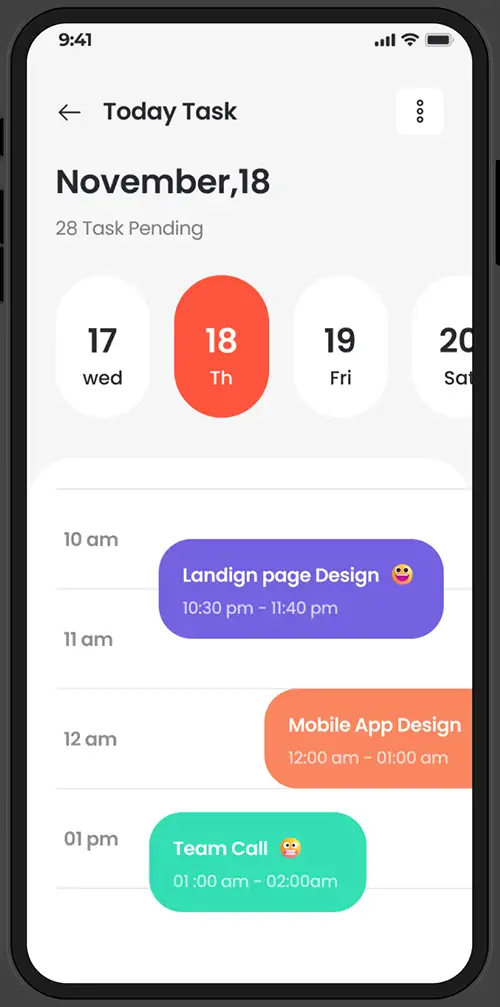 9:41
Today Task
November,18
28 Task Pending
17
wed
18
Th
19
Fri
20
Sat
10 am
Landign page Design
10:30 pm - 11:40 pm
11 am
Mobile App Design
12 am
12:00 am - 01:00 am
01 pm
Team Call
01 :00 am - 02:00am